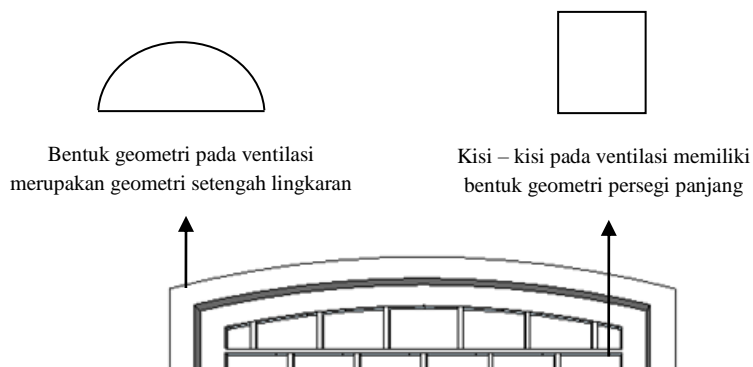 Bentuk geometri pada ventilasi
merupakan geometri setengah lingkaran
Kisi – kisi pada ventilasi memiliki
bentuk geometri persegi panjang